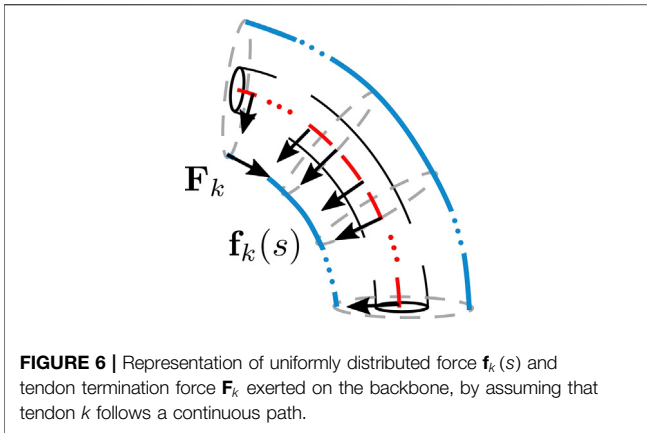 F_k
f_k(s)
FIGURE 6 | Representation of uniformly distributed force f_k (s) and
tendon termination force F_k exerted on the backbone, by assuming that
tendon k follows a continuous path.